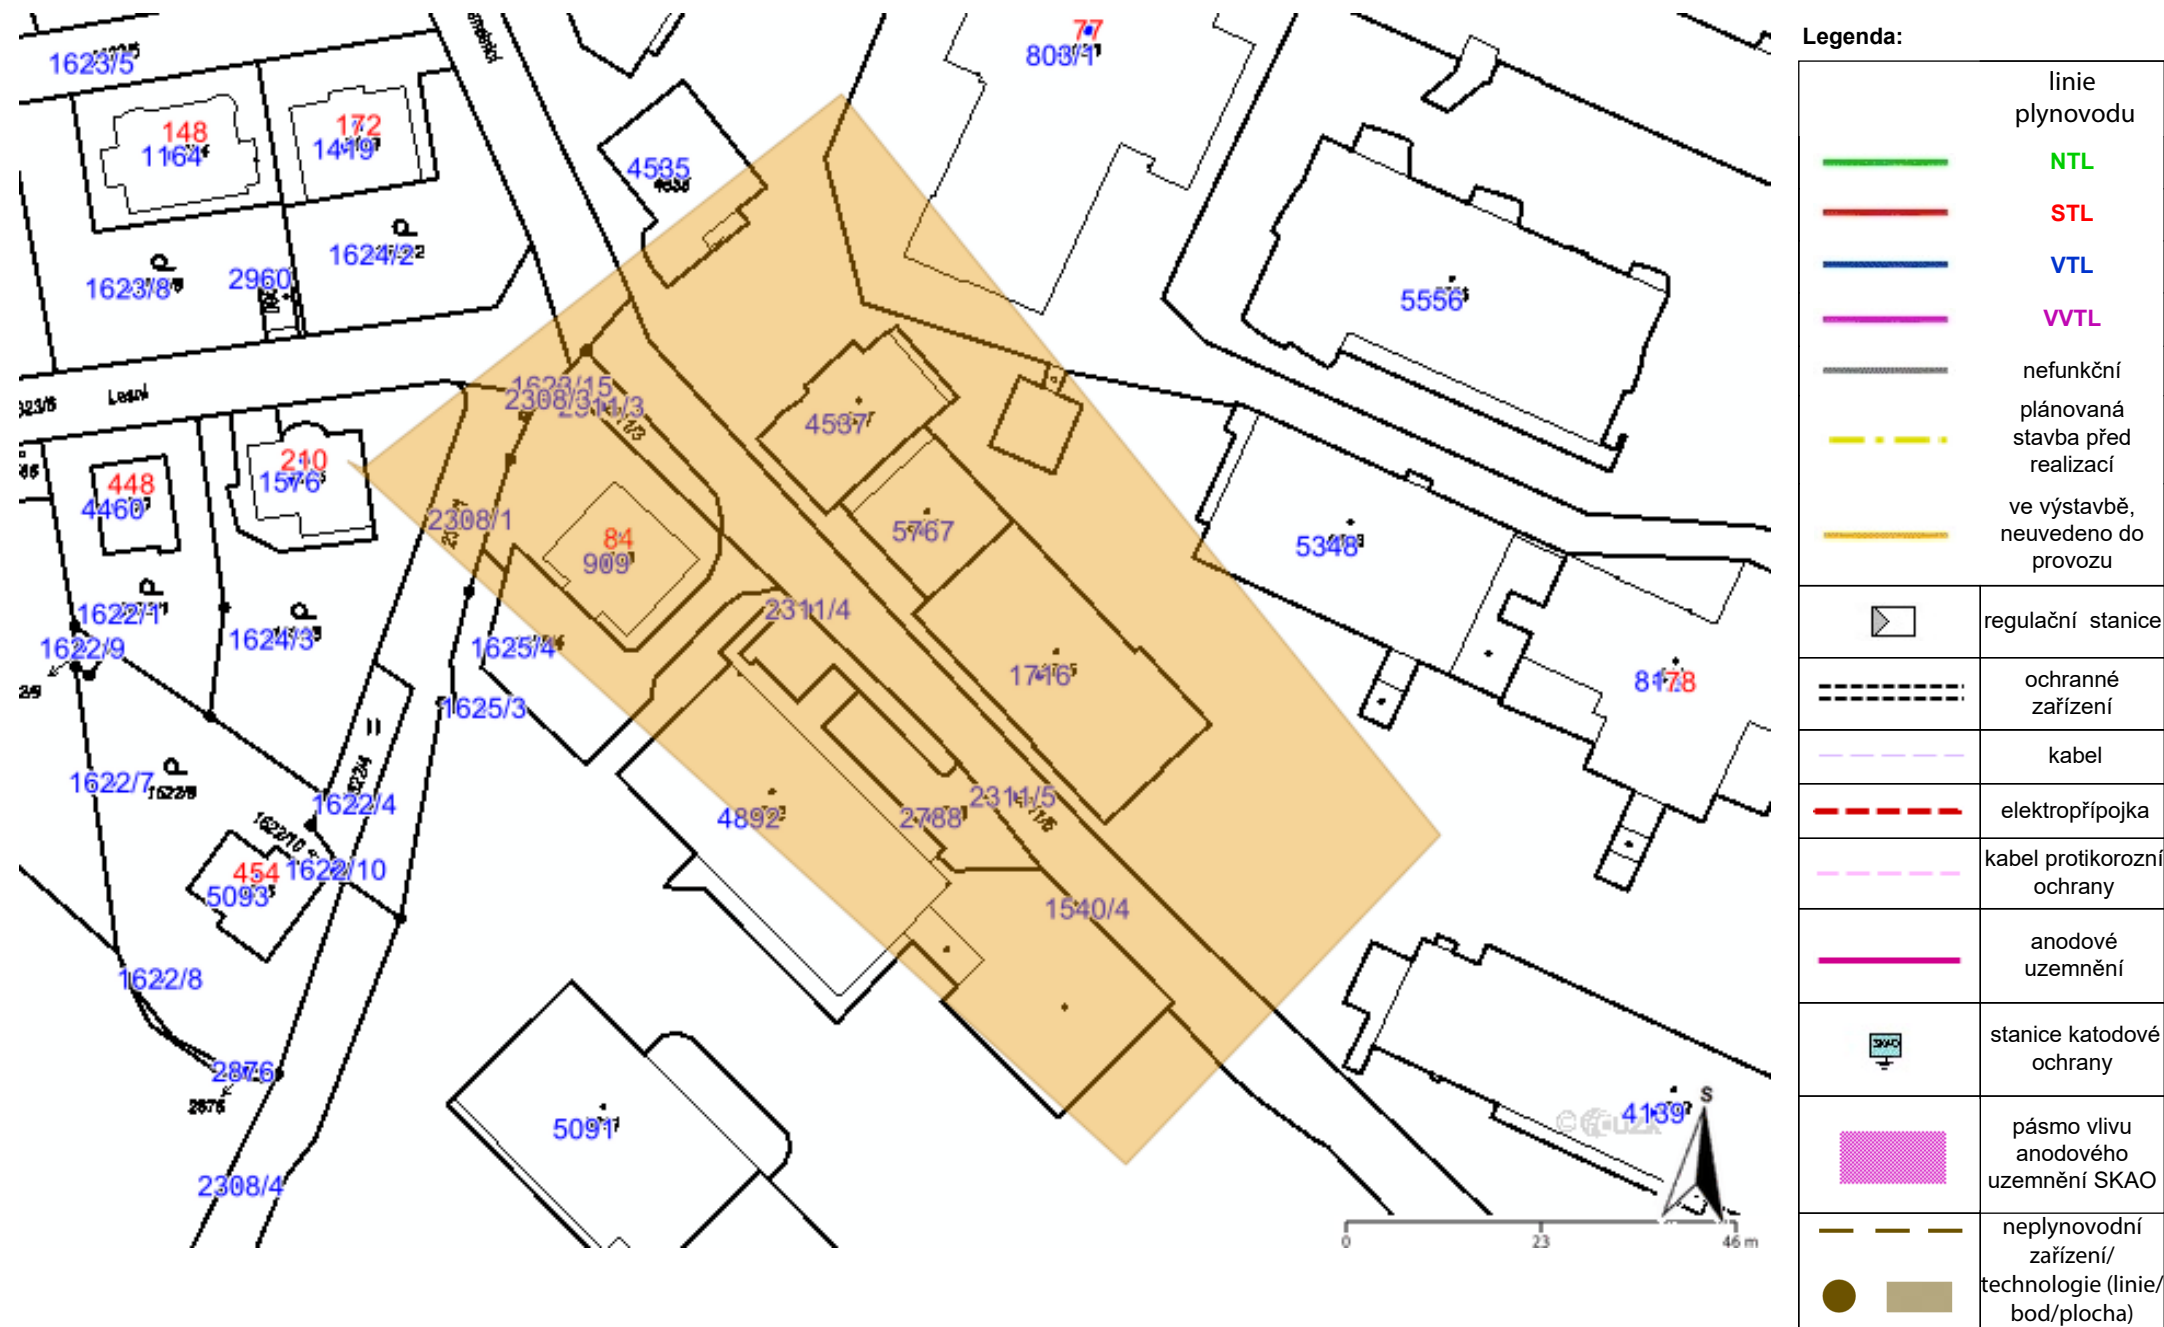 1623/5
148
1164
172
1419
1623/8
2960
1624/2
4535
77
803/1
5556
Lesní
1623/15
2308/3
2311/3
4537
448
4460
210
1576
2308/1
84
909
5767
5348
1622/1
1622/9
1624/3
1625/4
1625/3
2311/4
1716
78
1622/7
1622/4
1622/10
454
5093
4892
2788
2311/5
1540/4
1622/8
2876
2876
2308/4
5091
4139
S
0
23
46 m
Legenda:
linie
plynovodu
NTL
STL
VTL
VVTL
nefunkční
plánovaná
stavba před
realizací
ve výstavbě,
neuvedeno do
provozu
regulační stanice
ochranné
zařízení
kabel
elektropřípojka
kabel protikorozní
ochrany
anodové
uzemnění
SKAO
stanice katodové
ochrany
pásmo vlivu
anodového
uzemnění SKAO
neplynovodní
zařízení/
technologie (linie/
bod/plocha)